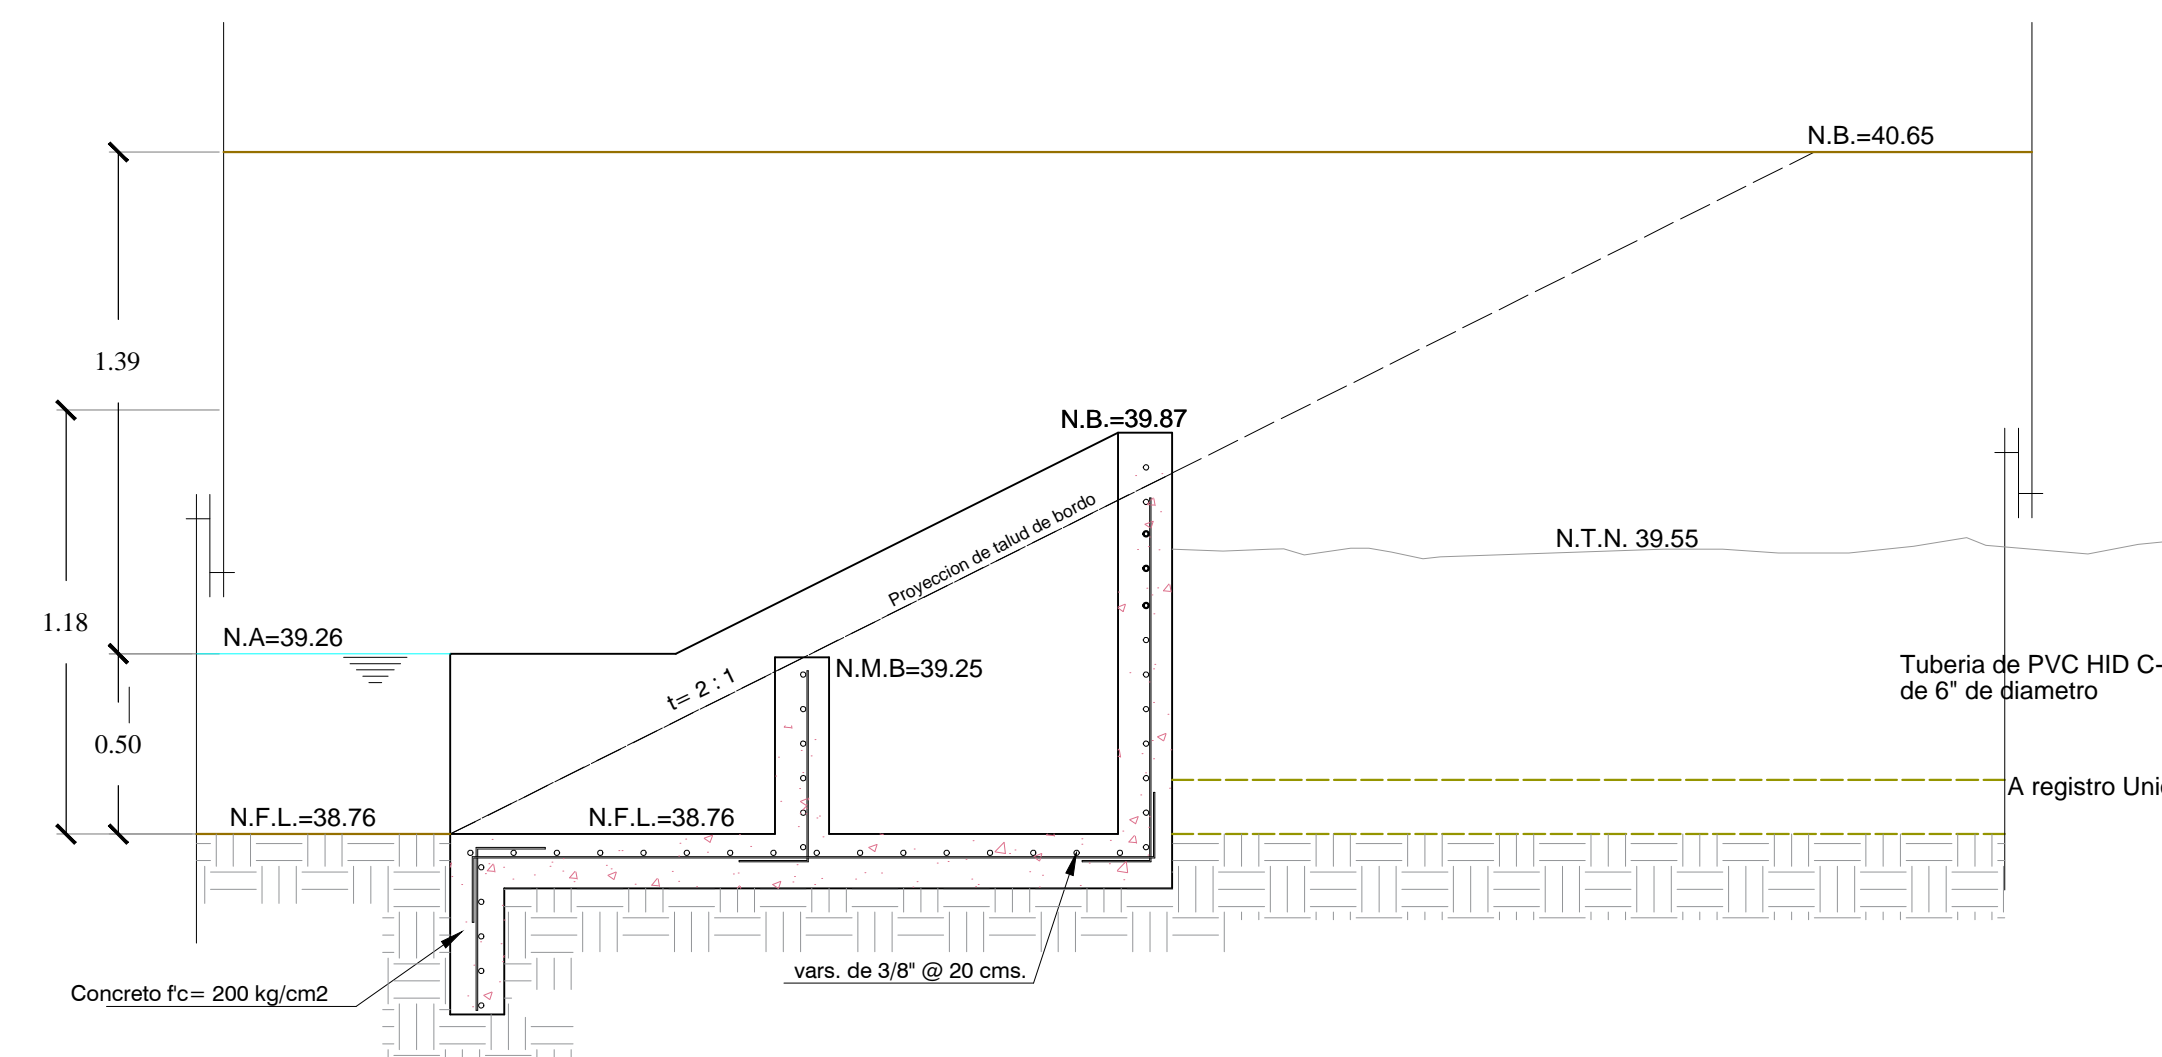 N.B.=40.65
1.39
N.B.=39.87
Proyeccion de talud de bordo
N.T.N. 39.55
1.18
N.A=39.26
t= 2 : 1
N.M.B=39.25
Tuberia de PVC HID C-
de 6" de diametro
0.50
N.F.L.=38.76
N.F.L.=38.76
A registro Uni
vars. de 3/8" @ 20 cms.
Concreto f'c= 200 kg/cm2